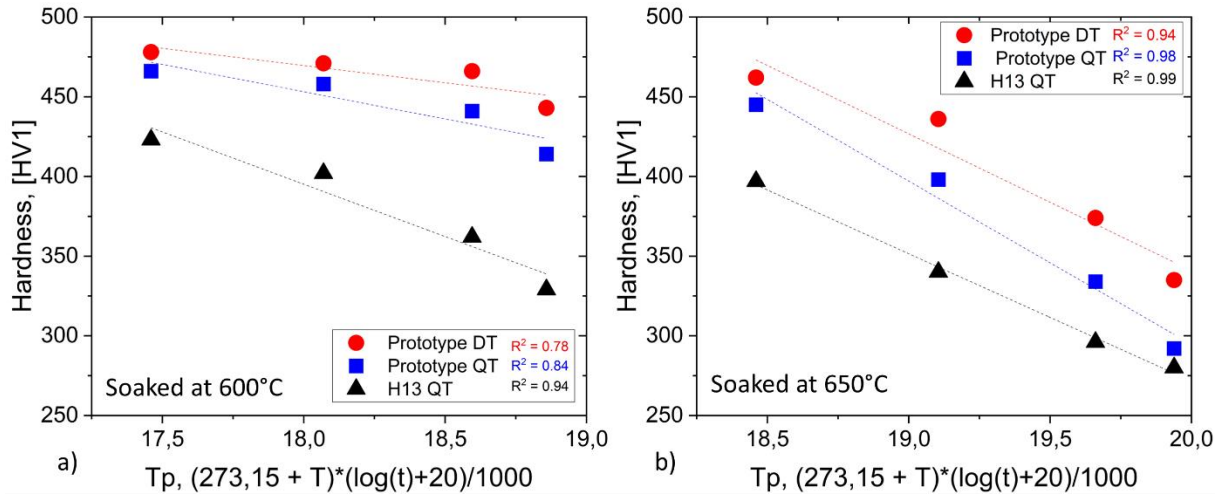 500
450
400
350
300
250
Hardness, [HV1]
Prototype DT R² = 0.78
Prototype QT R² = 0.84
H13 QT R² = 0.94
Soaked at 600°C
17,5 18,0 18,5 19,0
a)
Tp, (273,15 + T)*(log(t)+20)/1000
500
450
400
350
300
250
Hardness, [HV1]
Prototype DT R² = 0.94
Prototype QT R² = 0.98
H13 QT R² = 0.99
Soaked at 650°C
18,5 19,0 19,5 20,0
b)
Tp, (273,15 + T)*(log(t)+20)/1000